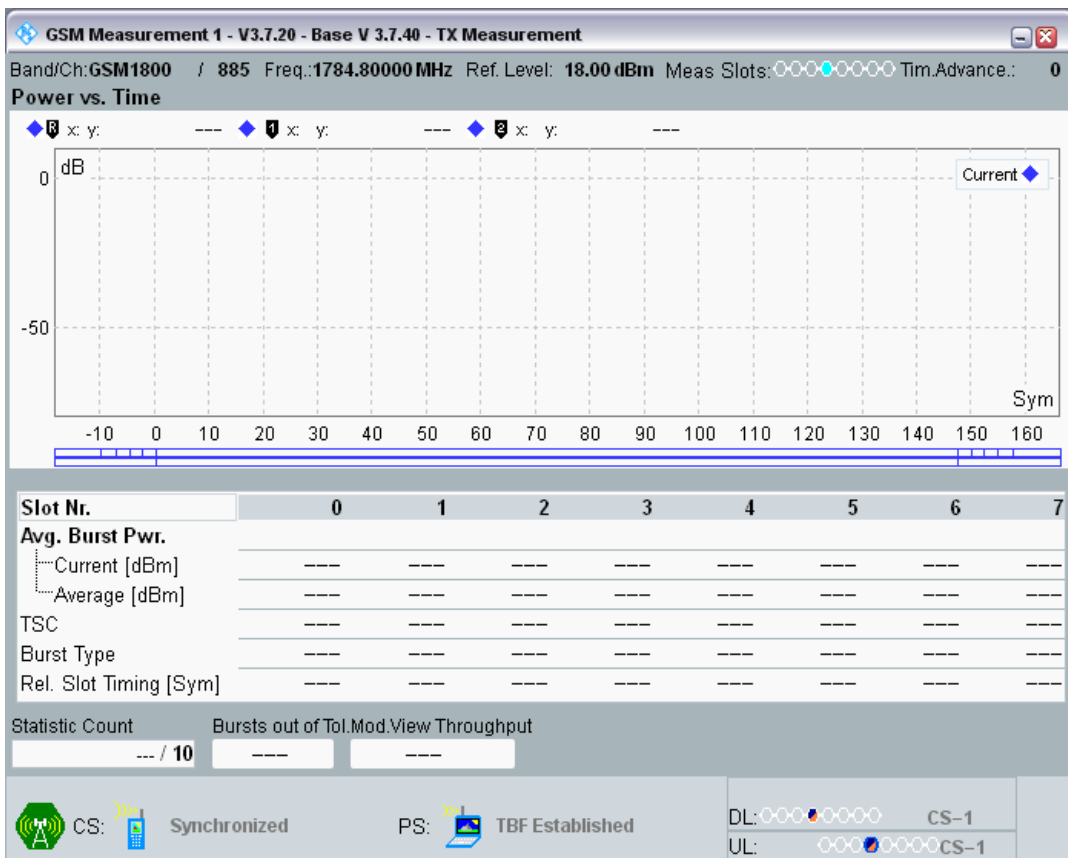 GSM Measurement 1 - V3.7.20 - Base V 3.7.40 - TX Measurement
Band/Ch:GSM1800 / 885 Freq.:1784.80000 MHz Ref. Level: 18.00 dBm Meas Slots: Tim.Advance.: 0
Power vs. Time
R x: y: --- 1 x: y: --- 2 x: y: ---
dB
Current
0
-50
Sym
-10 0 10 20 30 40 50 60 70 80 90 100 110 120 130 140 150 160
Slot Nr. 0 1 2 3 4 5 6 7
Avg. Burst Pwr.
Current [dBm] --- --- --- --- --- --- --- ---
Average [dBm] --- --- --- --- --- --- --- ---
TSC --- --- --- --- --- --- --- ---
Burst Type --- --- --- --- --- --- --- ---
Rel. Slot Timing [Sym] --- --- --- --- --- --- --- ---
Statistic Count Bursts out of Tol.Mod.View Throughput
--- / 10 --- ---
CS: Synchronized PS: TBF Established
DL: CS-1
UL: CS-1